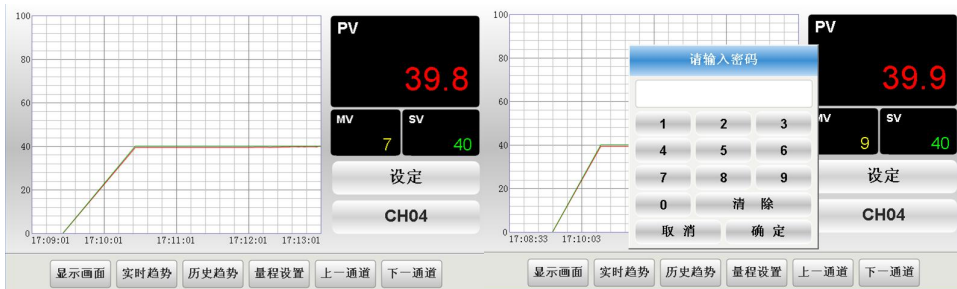 100
80
60
40
20
0
17:09:01 17:10:01 17:11:01 17:12:01 17:13:01
PV
39.8
MV
7
SV
40
设定
CH04
显示画面 实时趋势 历史趋势 量程设置 上一通道 下一通道
100
80
60
40
20
0
17:08:33 17:10:03
PV
39.9
MV
9
SV
40
设定
CH04
请输入密码
1 2 3
4 5 6
7 8 9
0 清 除
取 消 确 定
显示画面 实时趋势 历史趋势 量程设置 上一通道 下一通道